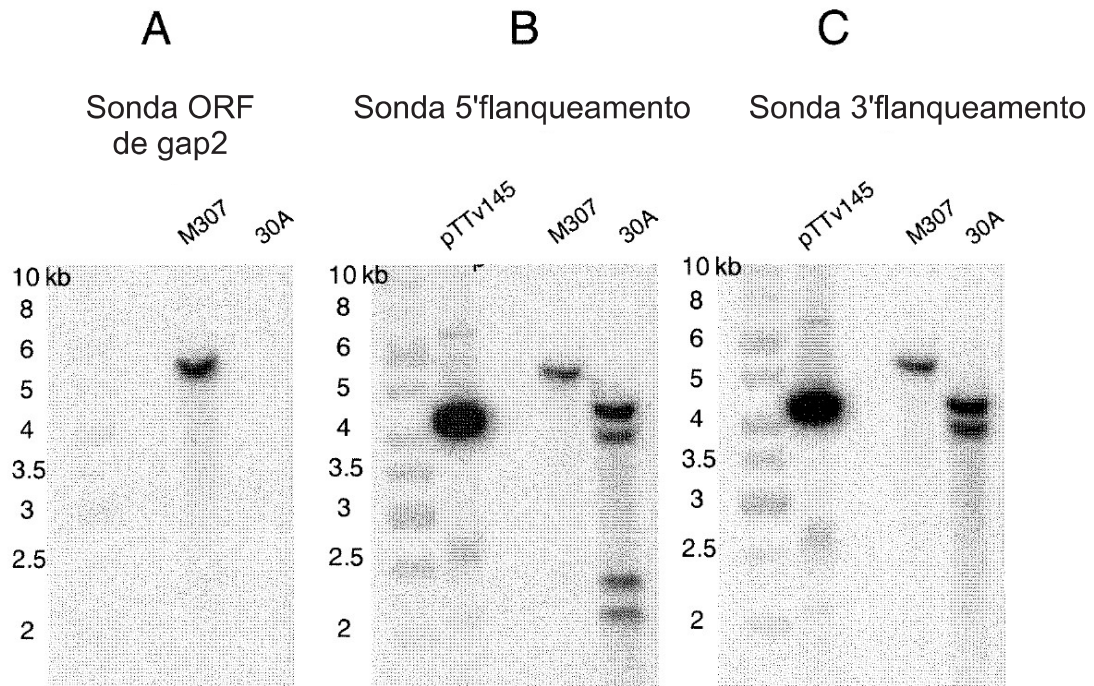 A
Sonda ORF
de gap2
M307
30A
10 kb
8
6
5
4
3.5
3
2.5
2
B
Sonda 5'flanqueamento
pTTv145
M307
30A
10 kb
8
6
5
4
3.5
3
2.5
2
C
Sonda 3'flanqueamento
pTTv145
M307
30A
10 kb
8
6
5
4
3.5
3
2.5
2